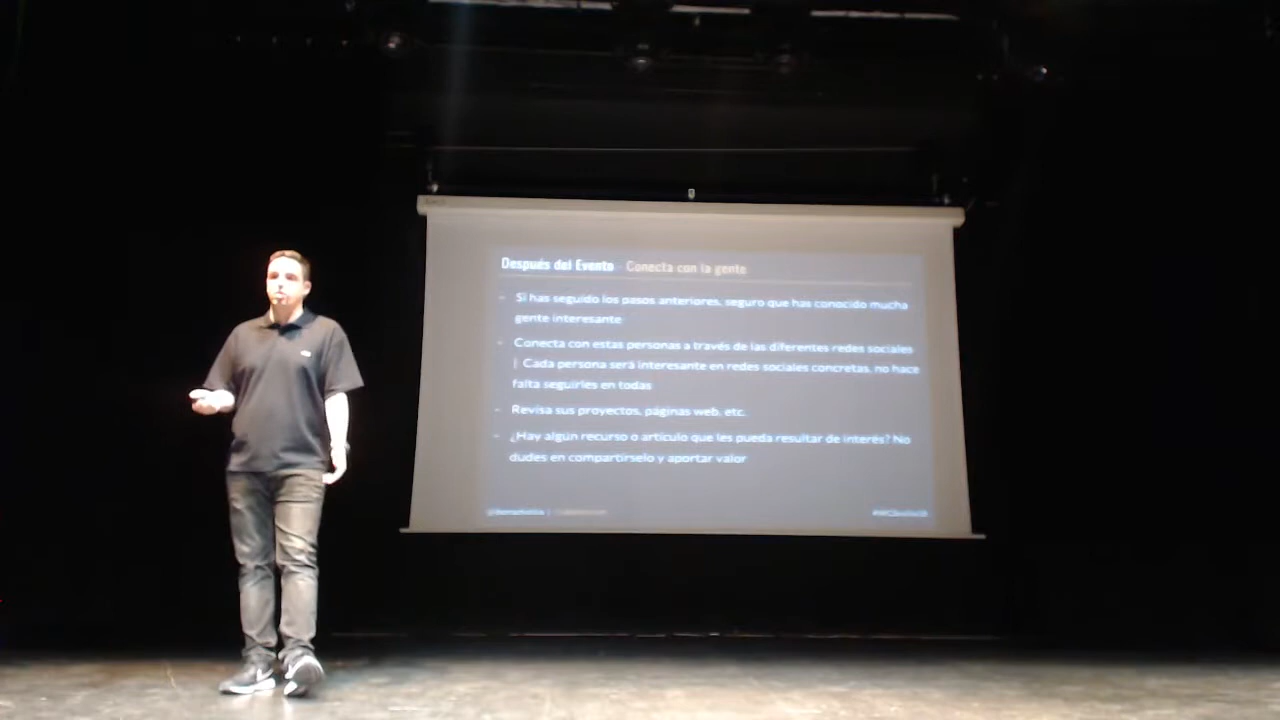 Después del Evento Conecta con la gente
- Si has seguido los pasos anteriores, seguro que has conocido mucha
gente interesante
- Conecta con estas personas a través de las diferentes redes sociales
| Cada persona será interesante en redes sociales concretas, no hace
falta seguirles en todas
- Revisa sus proyectos, páginas web, etc.
- ¿Hay algún recurso o artículo que les pueda resultar de interés? No
dudes en compartírselo y aportar valor